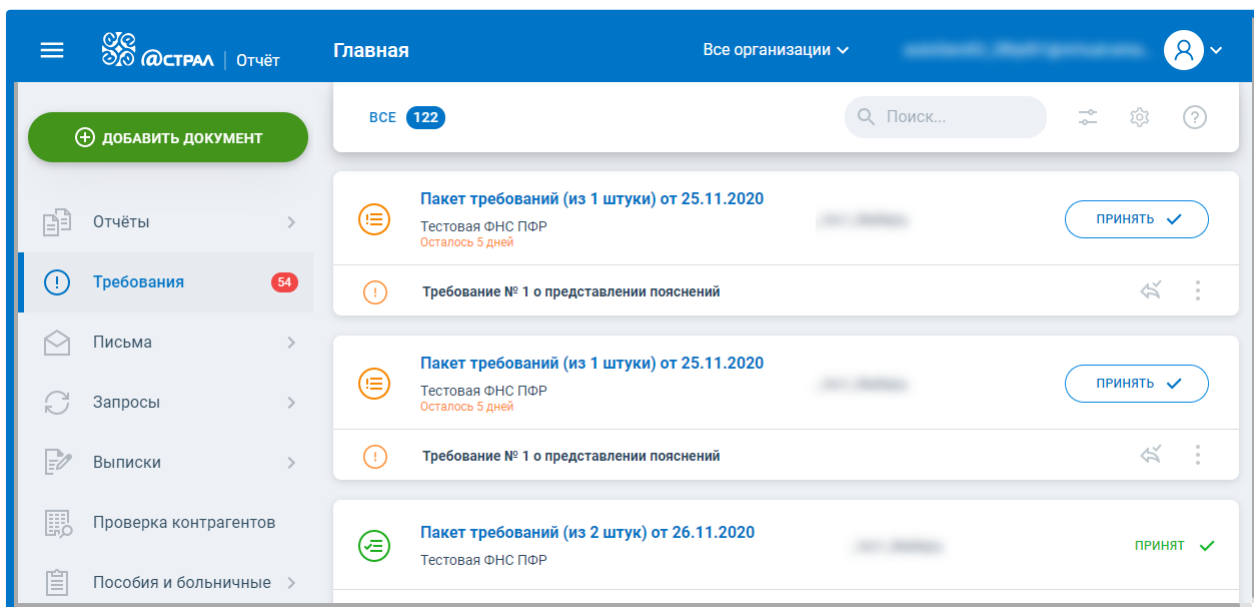 @СТРАЛ | Отчёт
Главная
Все организации
ДОБАВИТЬ ДОКУМЕНТ
ВСЕ 122
Поиск...
Отчёты
Требования 54
Письма
Запросы
Выписки
Проверка контрагентов
Пособия и больничные
Пакет требований (из 1 штуки) от 25.11.2020
Тестовая ФНС ПФР
Осталось 5 дней
ПРИНЯТЬ
Требование № 1 о представлении пояснений
Пакет требований (из 1 штуки) от 25.11.2020
Тестовая ФНС ПФР
Осталось 5 дней
ПРИНЯТЬ
Требование № 1 о представлении пояснений
Пакет требований (из 2 штук) от 26.11.2020
Тестовая ФНС ПФР
ПРИНЯТ